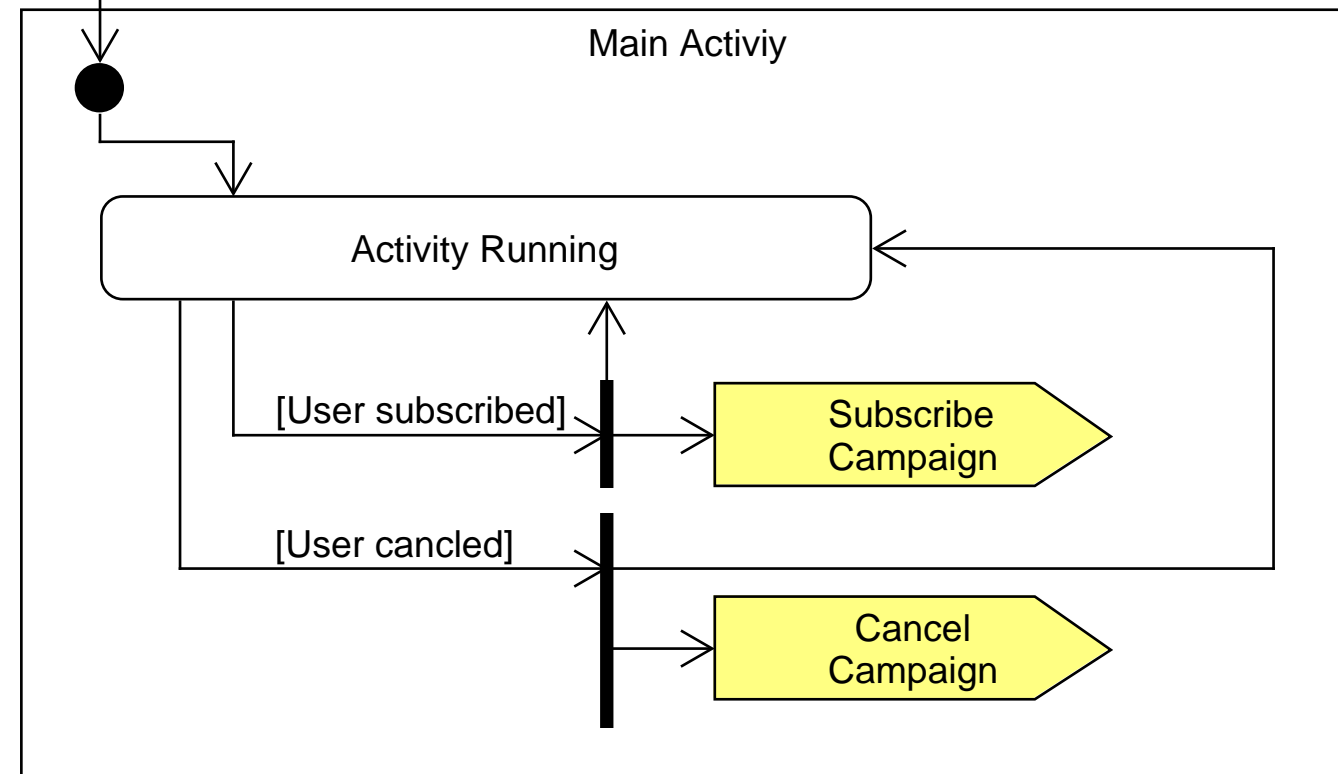 Main Activiy
Activity Running
[User subscribed]
Subscribe
Campaign
[User cancled]
Cancel
Campaign